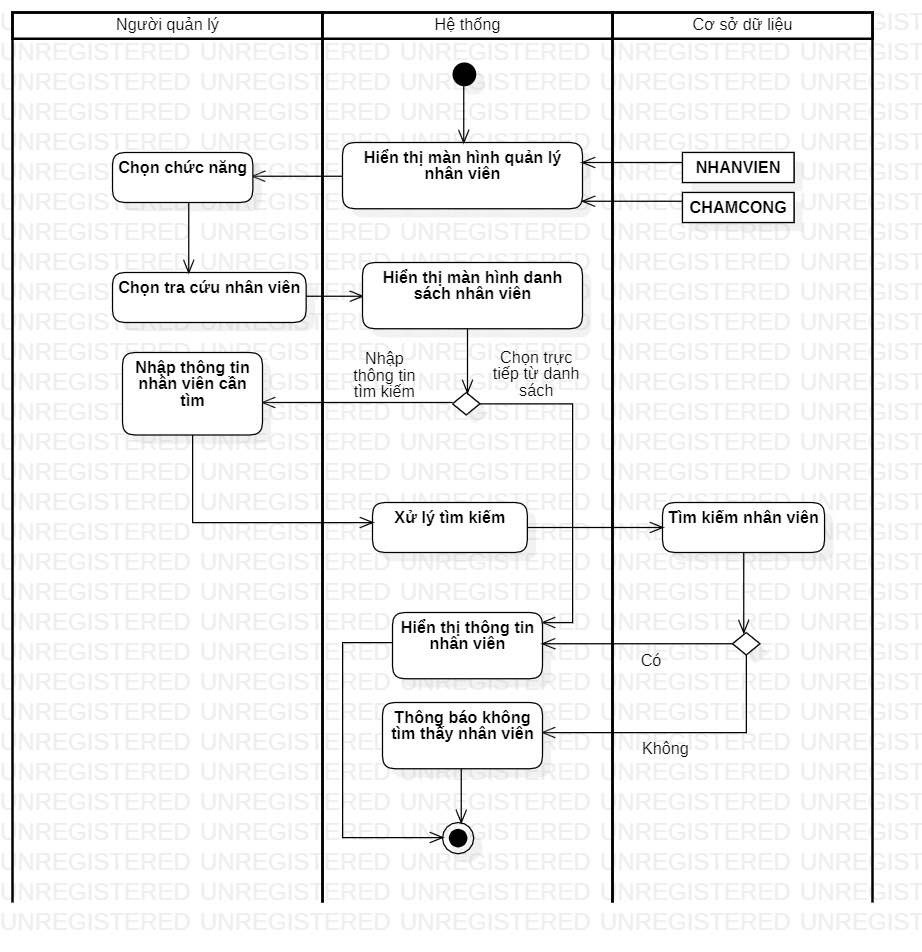 Người quản lý
Hệ thống
Cơ sở dữ liệu
Hiển thị màn hình quản lý
nhân viên
NHANVIEN
CHAMCONG
Chọn chức năng
Chọn tra cứu nhân viên
Hiển thị màn hình danh
sách nhân viên
Nhập
thông tin
tìm kiếm
Chọn trực
tiếp từ danh
sách
Nhập thông tin
nhân viên cần
tìm
Xử lý tìm kiếm
Tìm kiếm nhân viên
Hiển thị thông tin
nhân viên
Có
Thông báo không
tìm thấy nhân viên
Không
UNREGISTERED